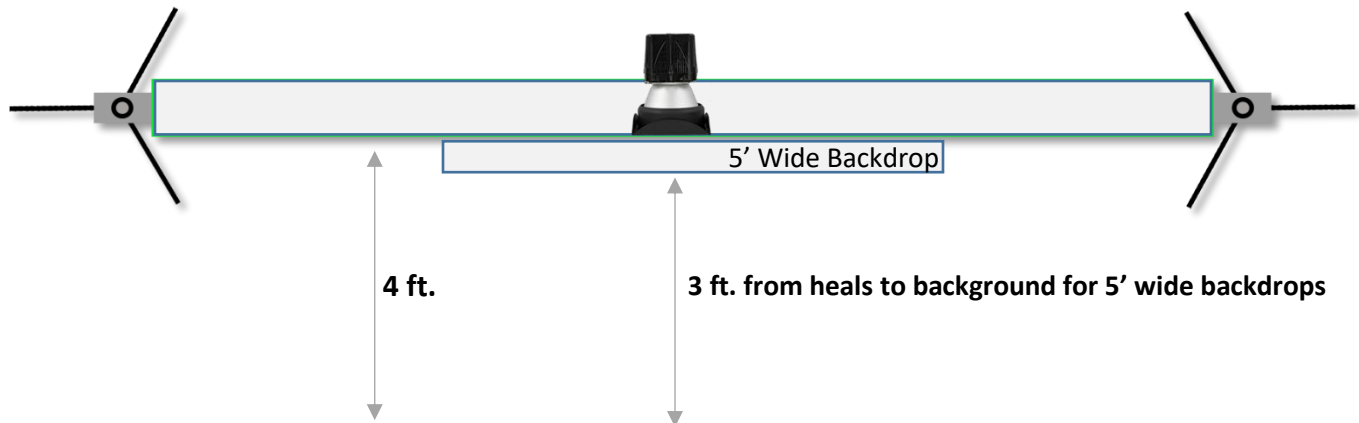 5’ Wide Backdrop
4 ft.
3 ft. from heals to background for 5’ wide backdrops